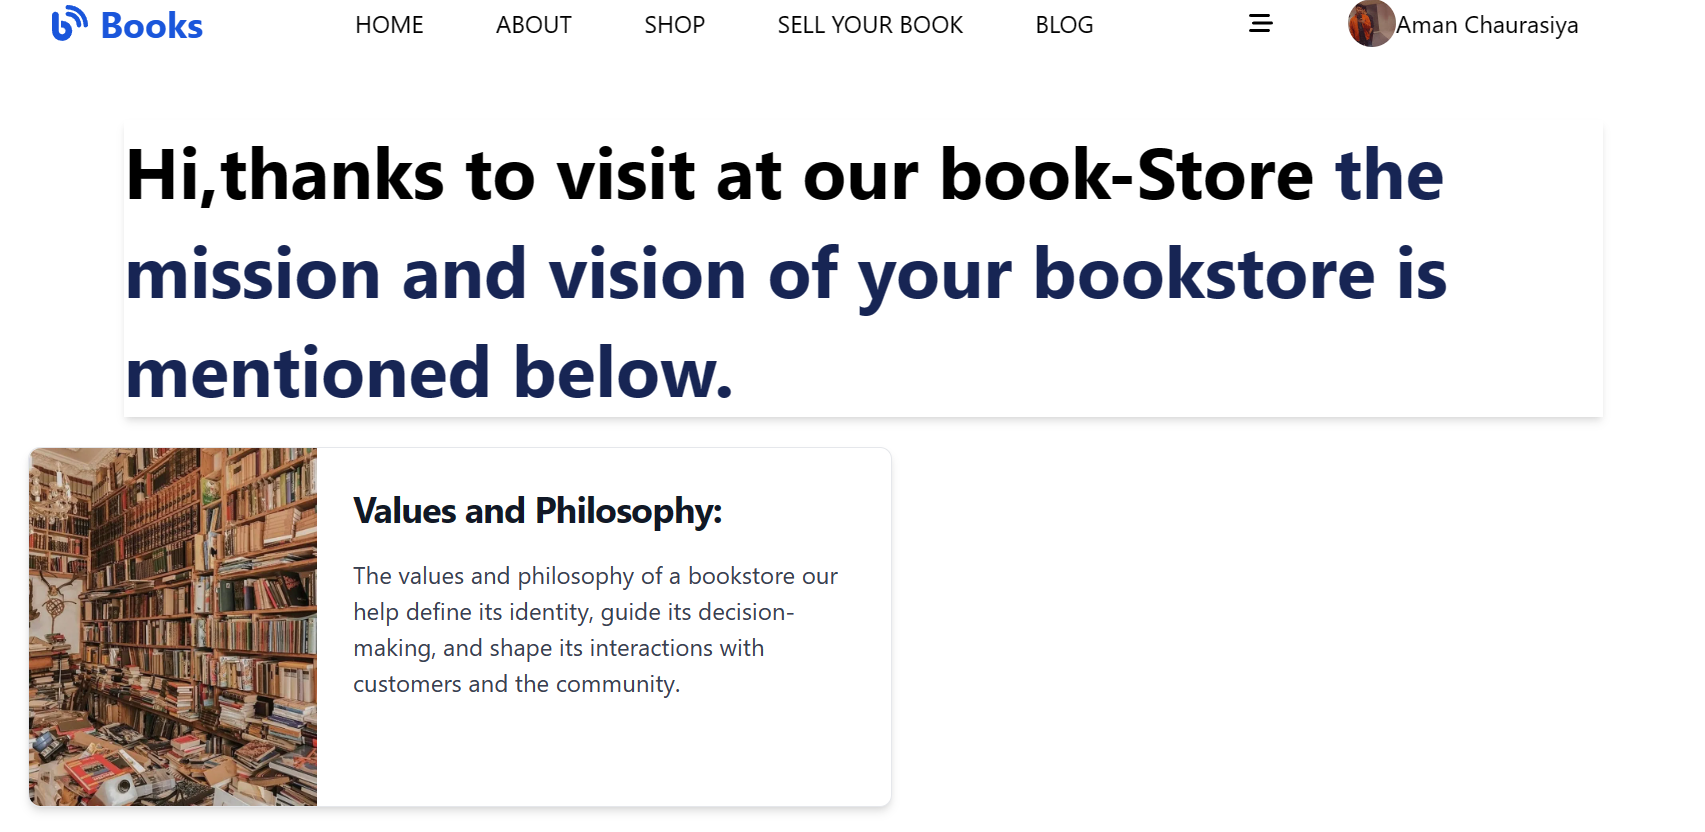 Books
HOME ABOUT SHOP SELL YOUR BOOK BLOG Aman Chaurasiya
Hi,thanks to visit at our book-Store the
mission and vision of your bookstore is
mentioned below.
Values and Philosophy:
The values and philosophy of a bookstore our
help define its identity, guide its decision-
making, and shape its interactions with
customers and the community.